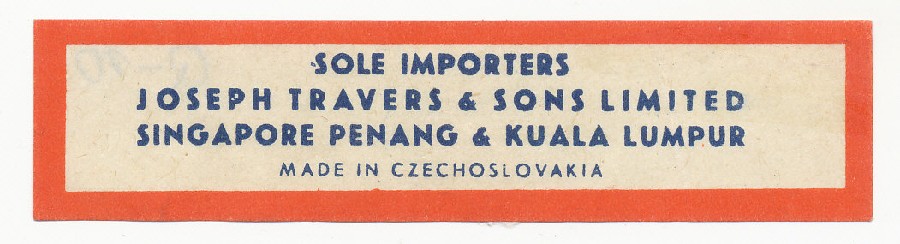 SOLE IMPORTERS
JOSEPH TRAVERS & SONS LIMITED
SINGAPORE PENANG & KUALA LUMPUR
MADE IN CZECHOSLOVAKIA